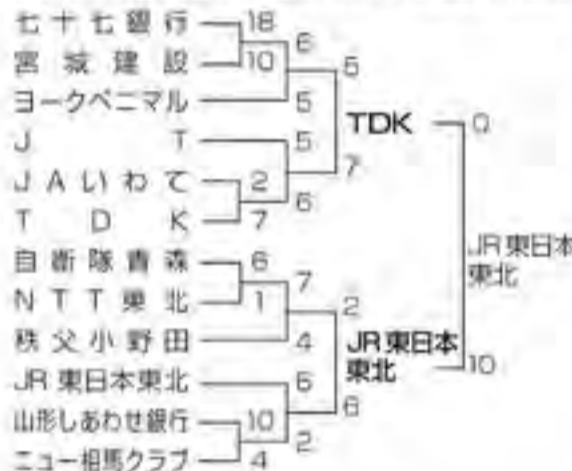 七十七銀行 18
6
宮城建設 10
5
ヨークベニマル 5
TDK 0
J T 5
7
JAいわて 2
6
T D K 7
JR東日本
東北
自衛隊青森 6
7
NTT東北 1
2
秩父小野田 4
JR東日本
東北 10
JR東日本東北 6
6
山形しあわせ銀行 10
2
ニュー相馬クラブ 4